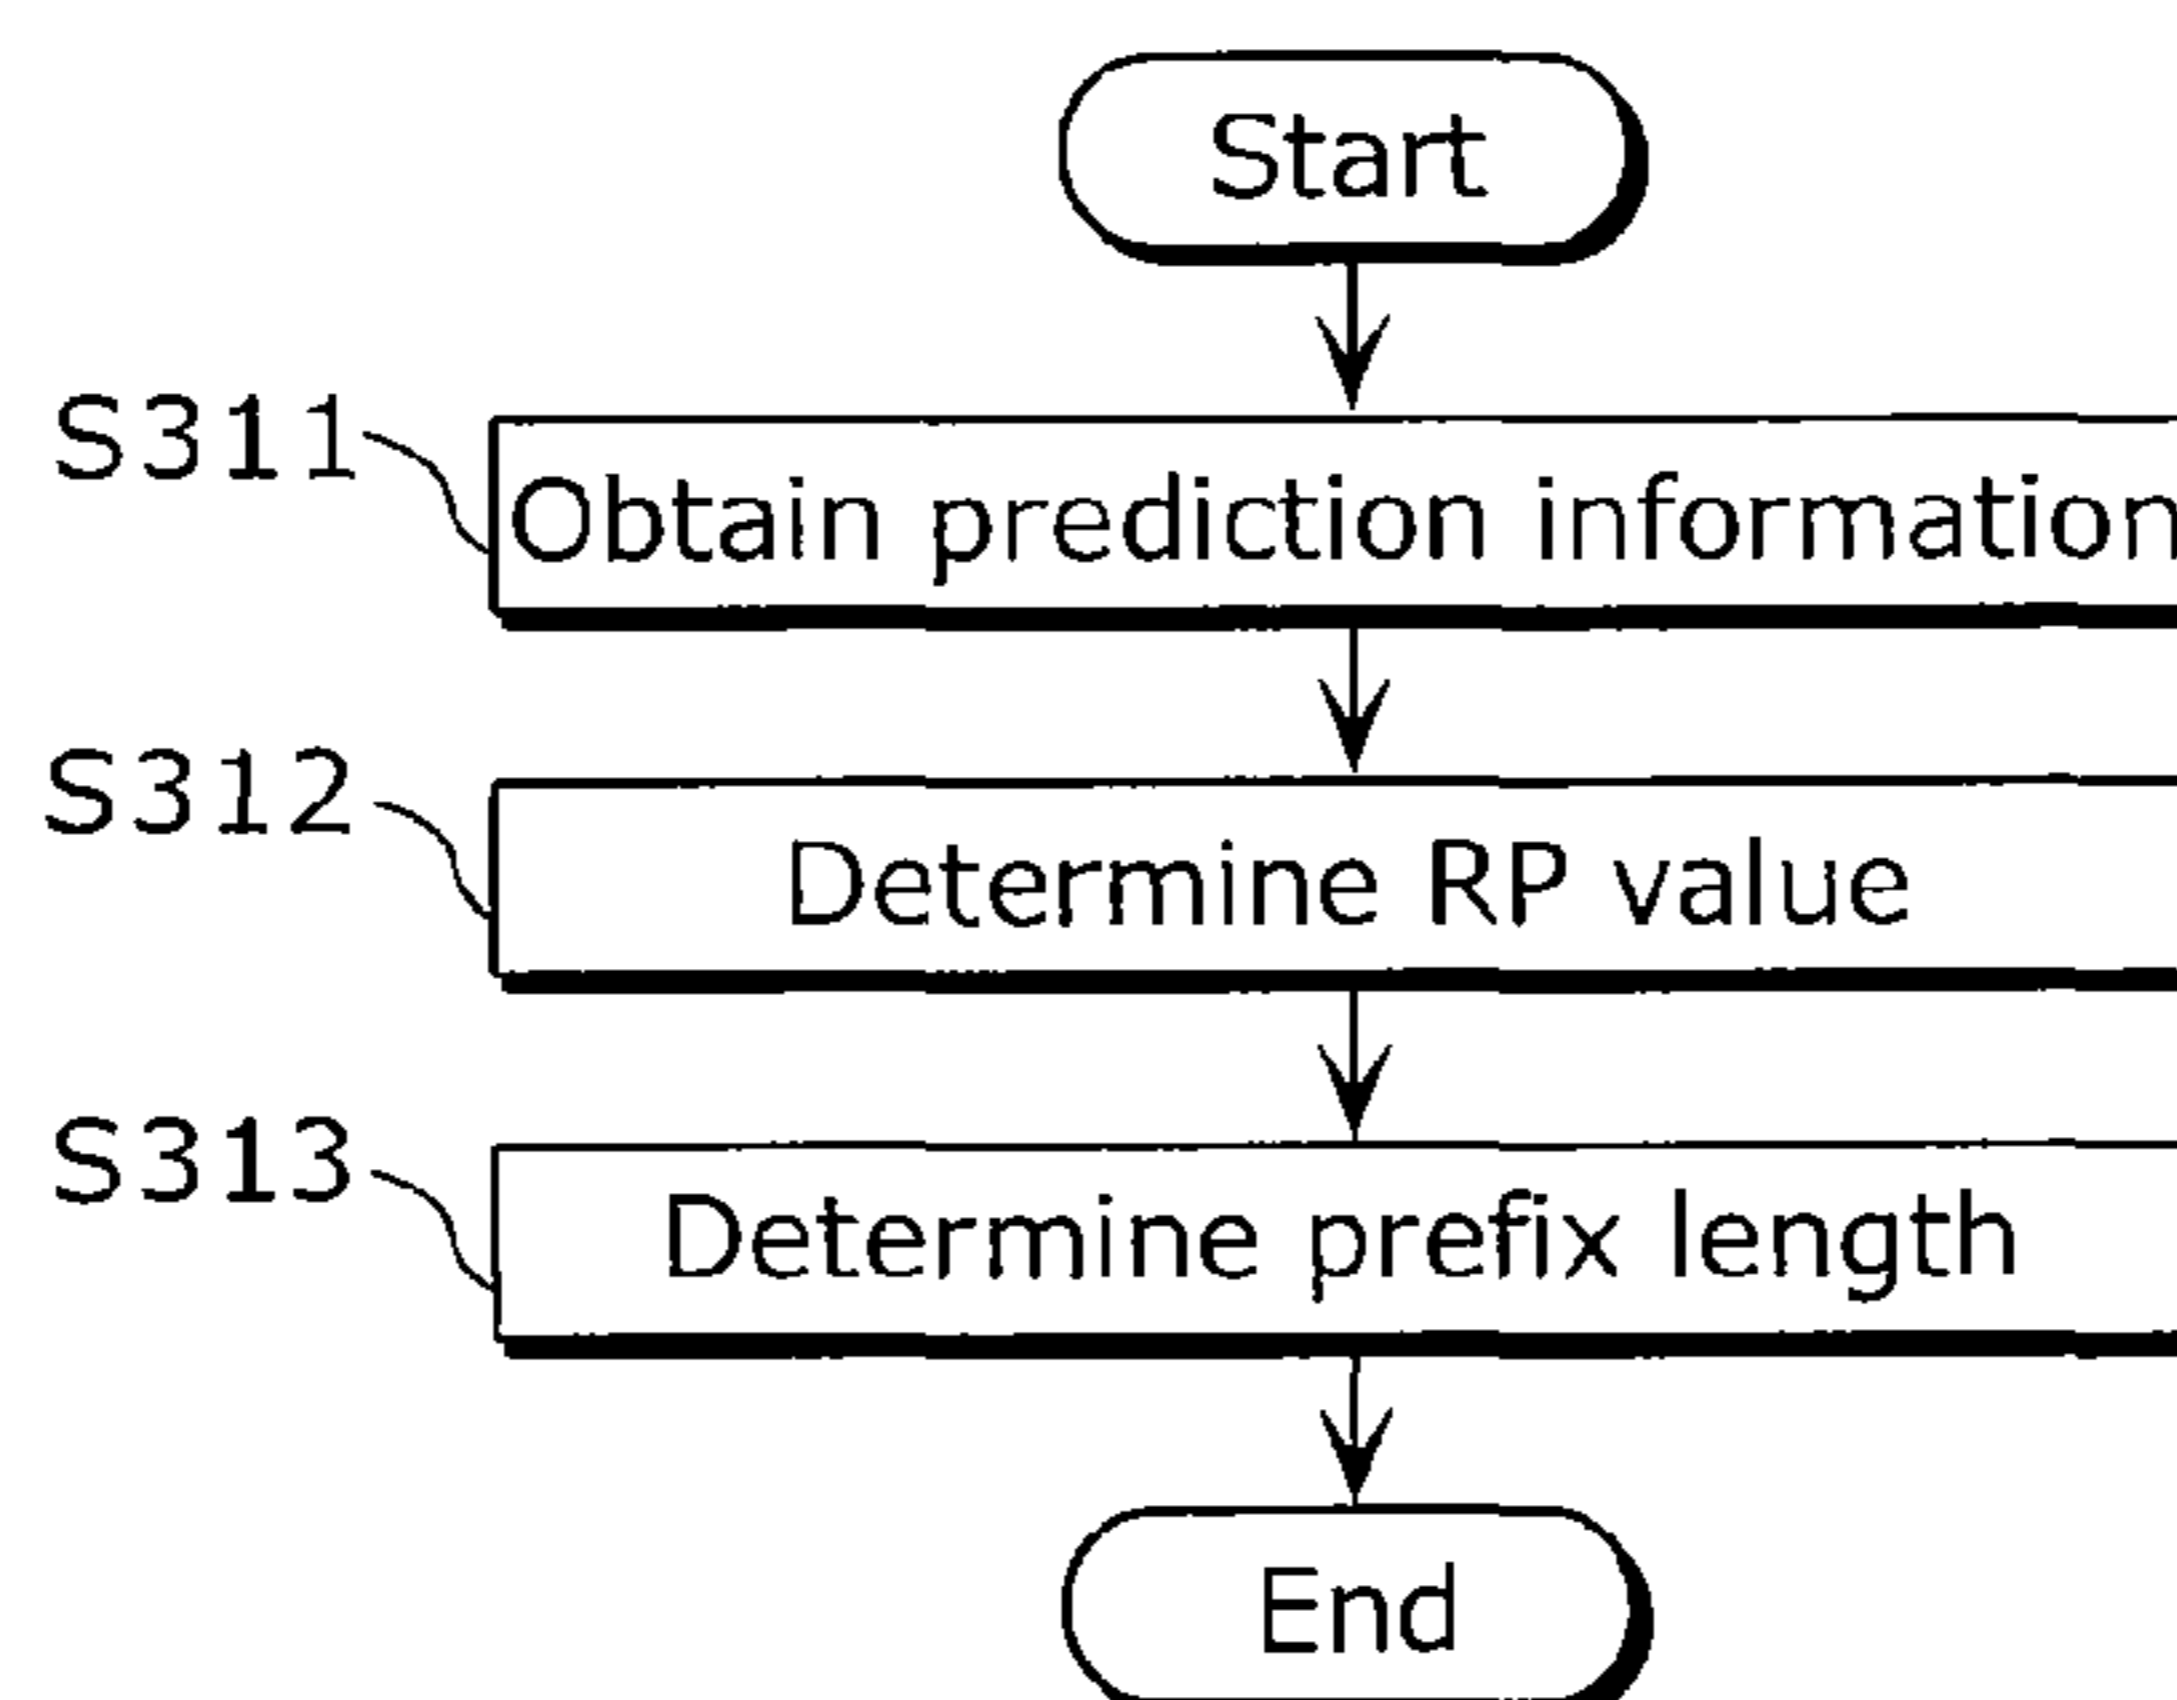 Start
S311
Obtain prediction information
S312
Determine RP value
S313
Determine prefix length
End